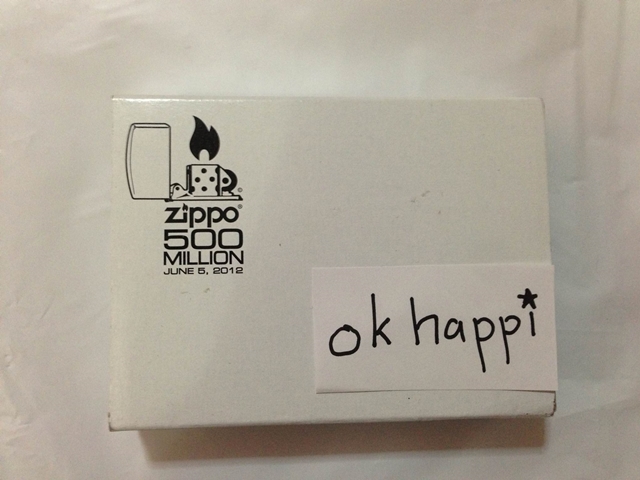 zippo®
500
MILLION
JUNE 5, 2012
ok happi